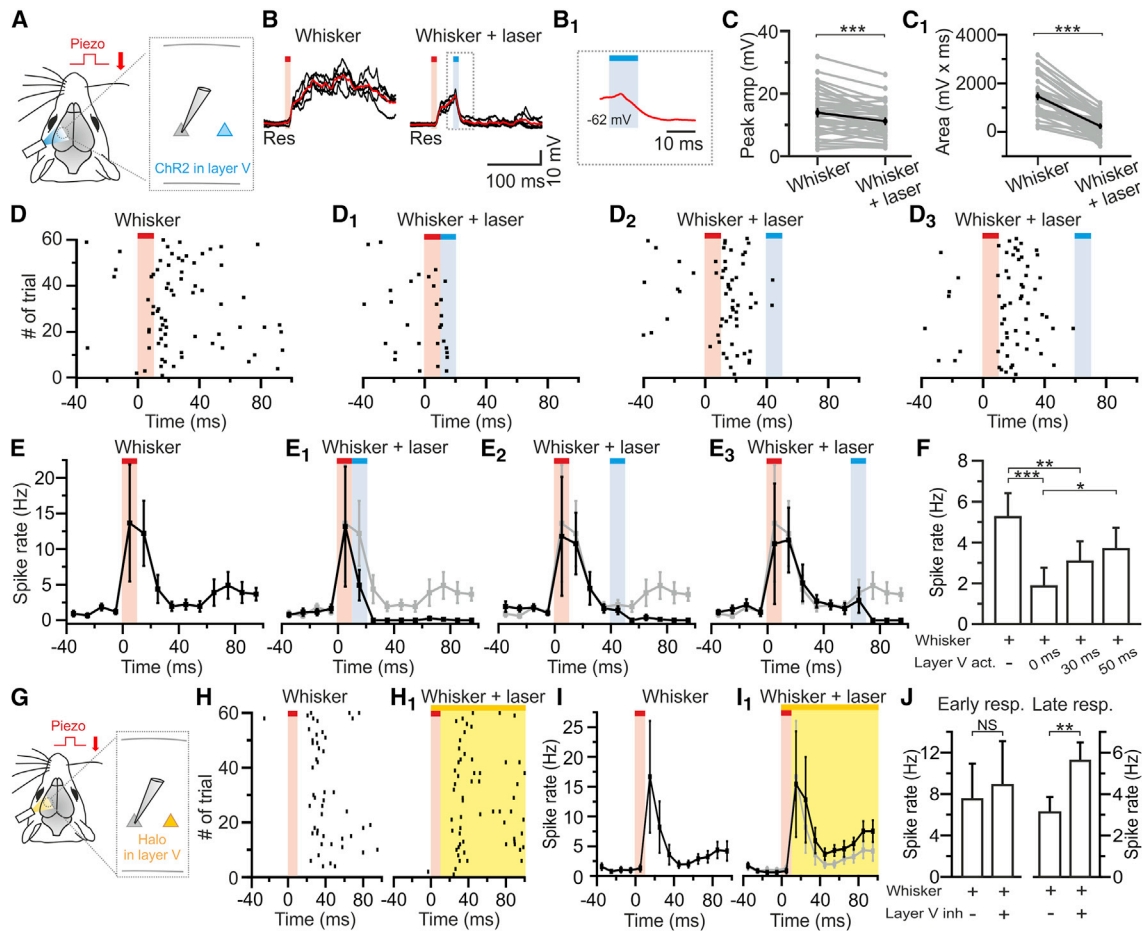 A
Piezo
ChR2 in layer V
B
Whisker
Whisker + laser
Res
Res
100 ms
10 mV
B1
-62 mV
10 ms
C
***
Peak amp (mV)
40
20
0
Whisker
Whisker
+ laser
C1
***
Area (mV x ms)
4000
2000
0
Whisker
Whisker
+ laser
D
Whisker
# of trial
60
40
20
0
-40 0 40 80
Time (ms)
D1
Whisker + laser
-40 0 40 80
Time (ms)
D2
Whisker + laser
-40 0 40 80
Time (ms)
D3
Whisker + laser
-40 0 40 80
Time (ms)
E
Whisker
Spike rate (Hz)
20
15
10
5
0
-40 0 40 80
Time (ms)
E1
Whisker + laser
-40 0 40 80
Time (ms)
E2
Whisker + laser
-40 0 40 80
Time (ms)
E3
Whisker + laser
-40 0 40 80
Time (ms)
F
**
***
*
Spike rate (Hz)
8
6
4
2
0
Whisker + + + +
Layer V act. - 0 ms 30 ms 50 ms
G
Piezo
Halo
in layer V
H
Whisker
# of trial
60
40
20
0
-40 0 40 80
Time (ms)
H1
Whisker + laser
-40 0 40 80
Time (ms)
I
Whisker
Spike rate (Hz)
25
20
15
10
5
0
-40 0 40 80
Time (ms)
I1
Whisker + laser
-40 0 40 80
Time (ms)
J
Early resp. Late resp.
NS
**
Spike rate (Hz)
12
8
4
0
6
4
2
0
Spike rate (Hz)
Whisker + + + +
Layer V inh - + - +